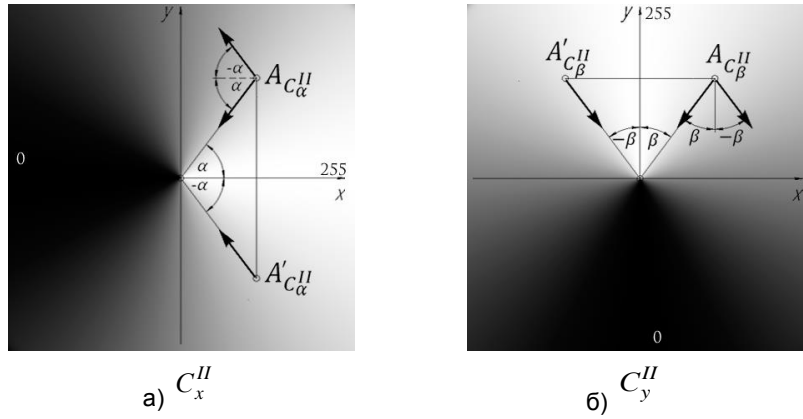 y
-α
α
A_{C_α^{II}}
0
α
-α
255
x
A'_{C_α^{II}}
а) C_x^{II}
y
255
A'_{C_β^{II}}
A_{C_β^{II}}
-β
β
β
-β
x
0
б) C_y^{II}